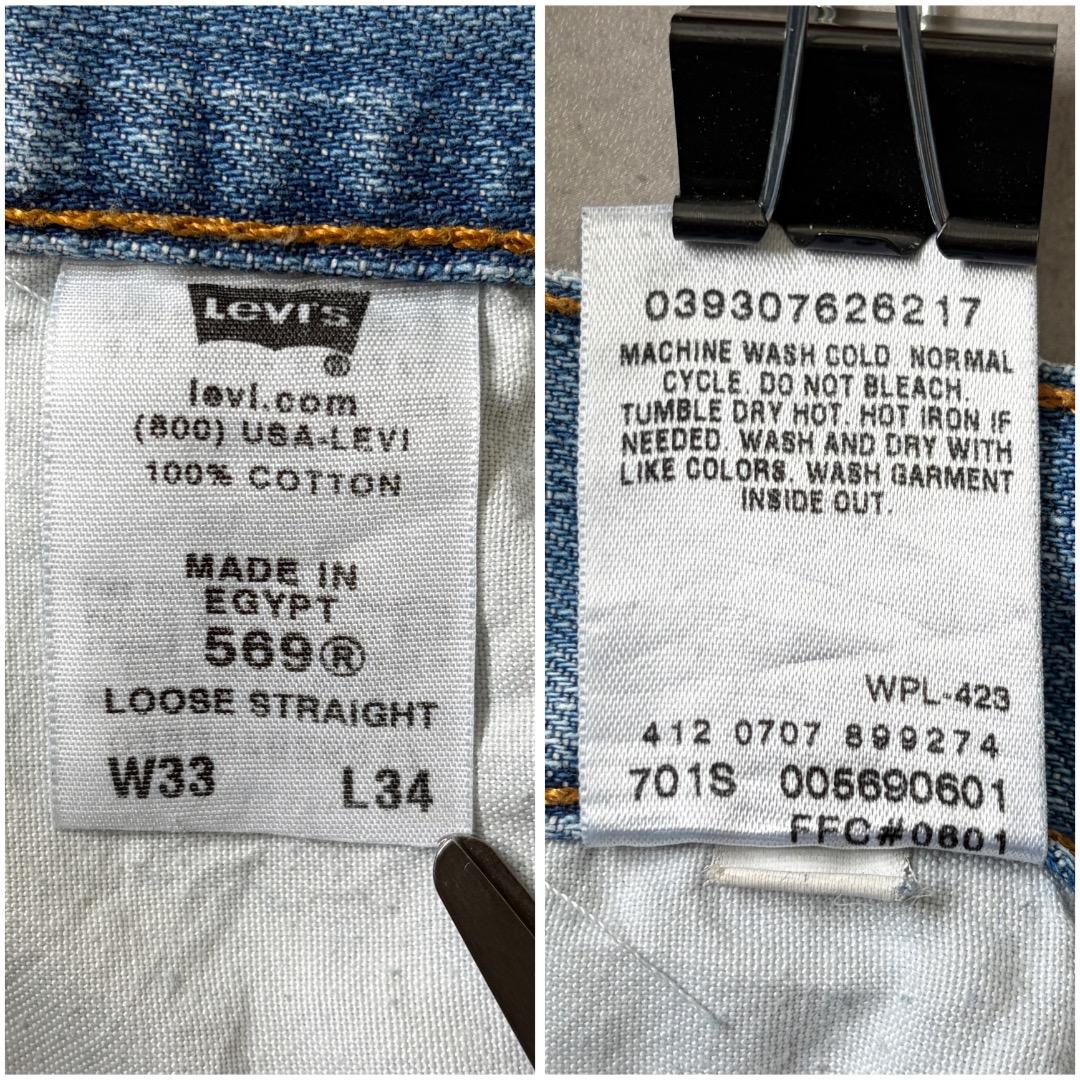 Levi's
®
levi.com
(800) USA-LEVI
100% COTTON
MADE IN
EGYPT
569®
LOOSE STRAIGHT
W33 L34
039307626217
MACHINE WASH COLD NORMAL
CYCLE. DO NOT BLEACH.
TUMBLE DRY HOT. HOT IRON IF
NEEDED. WASH AND DRY WITH
LIKE COLORS. WASH GARMENT
INSIDE OUT.
WPL-423
412 0707 899274
701S 005690601
FFC#0601